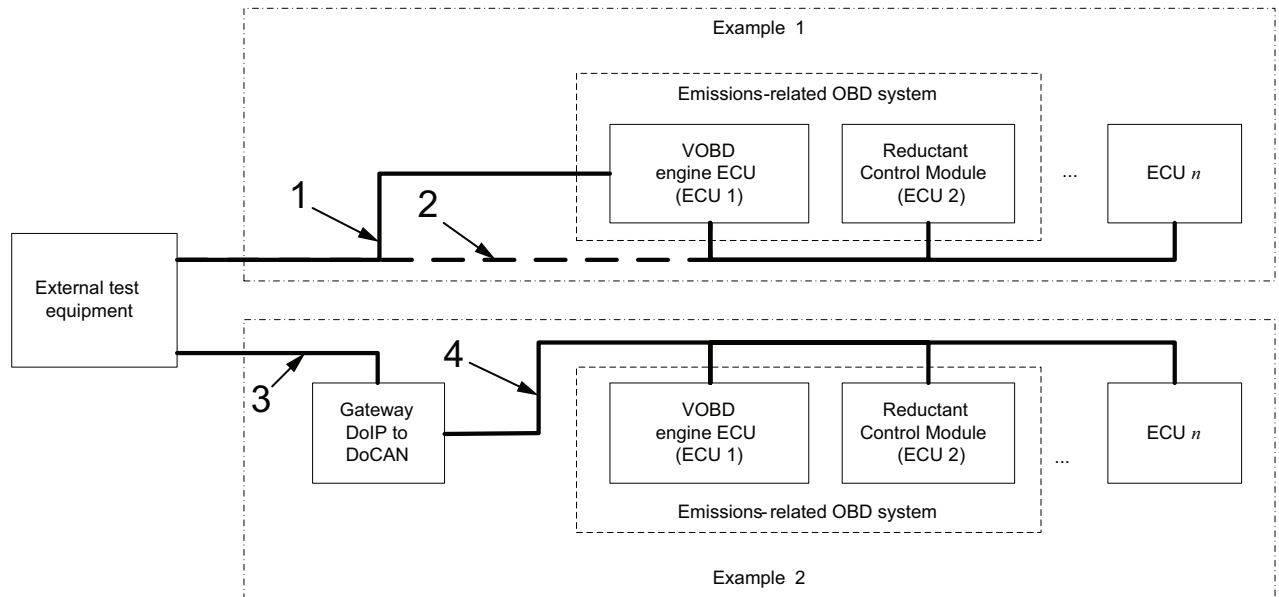 Example 1
Emissions-related OBD system
VOBD
engine ECU
(ECU 1)
Reductant
Control Module
(ECU 2)
...
ECU n
1
2
External test
equipment
3
4
Gateway
DoIP to
DoCAN
VOBD
engine ECU
(ECU 1)
Reductant
Control Module
(ECU 2)
...
ECU n
Emissions-related OBD system
Example 2